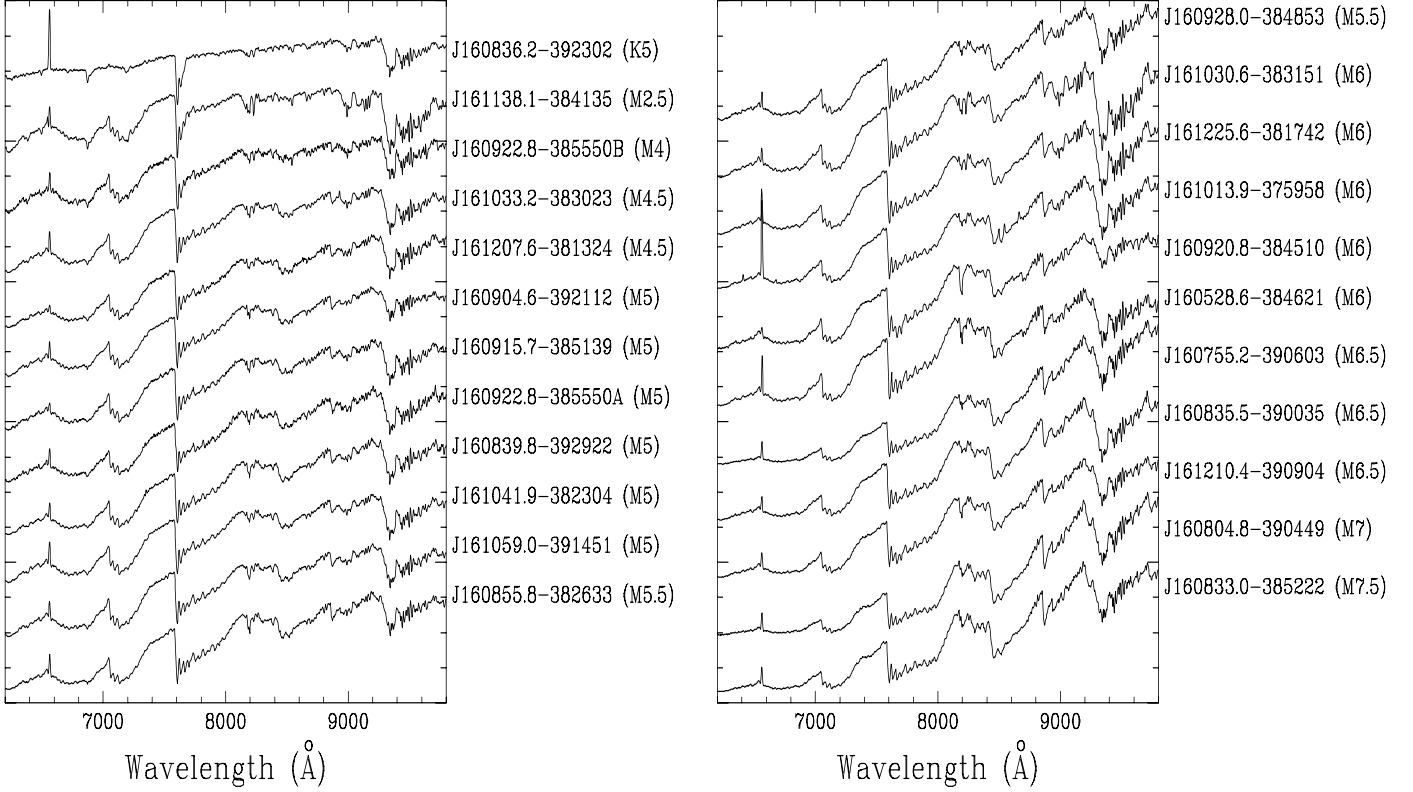 J160836.2−392302 (K5)
J161138.1−384135 (M2.5)
J160922.8−385550B (M4)
J161033.2−383023 (M4.5)
J161207.6−381324 (M4.5)
J160904.6−392112 (M5)
J160915.7−385139 (M5)
J160922.8−385550A (M5)
J160839.8−392922 (M5)
J161041.9−382304 (M5)
J161059.0−391451 (M5)
J160855.8−382633 (M5.5)
7000 8000 9000
Wavelength (Å)
J160928.0−384853 (M5.5)
J161030.6−383151 (M6)
J161225.6−381742 (M6)
J161013.9−375958 (M6)
J160920.8−384510 (M6)
J160528.6−384621 (M6)
J160755.2−390603 (M6.5)
J160835.5−390035 (M6.5)
J161210.4−390904 (M6.5)
J160804.8−390449 (M7)
J160833.0−385222 (M7.5)
7000 8000 9000
Wavelength (Å)